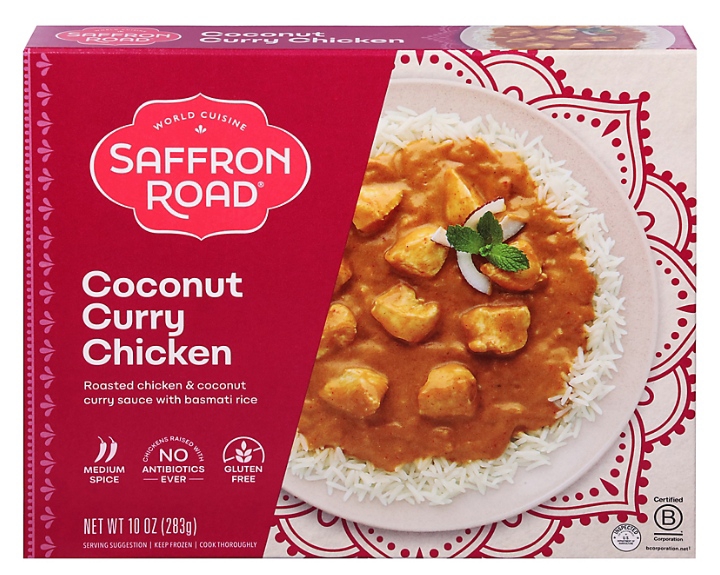 SAFFRON ROAD
Coconut
Curry Chicken
WORLD CUISINE
SAFFRON
ROAD®
Coconut
Curry
Chicken
Roasted chicken & coconut
curry sauce with basmati rice
MEDIUM
SPICE
CHICKENS RAISED WITH
NO
ANTIBIOTICS
EVER
GLUTEN
FREE
NET WT 10 OZ (283g)
SERVING SUGGESTION | KEEP FROZEN | COOK THOROUGHLY
Certified
B
Corporation
bcorporation.net